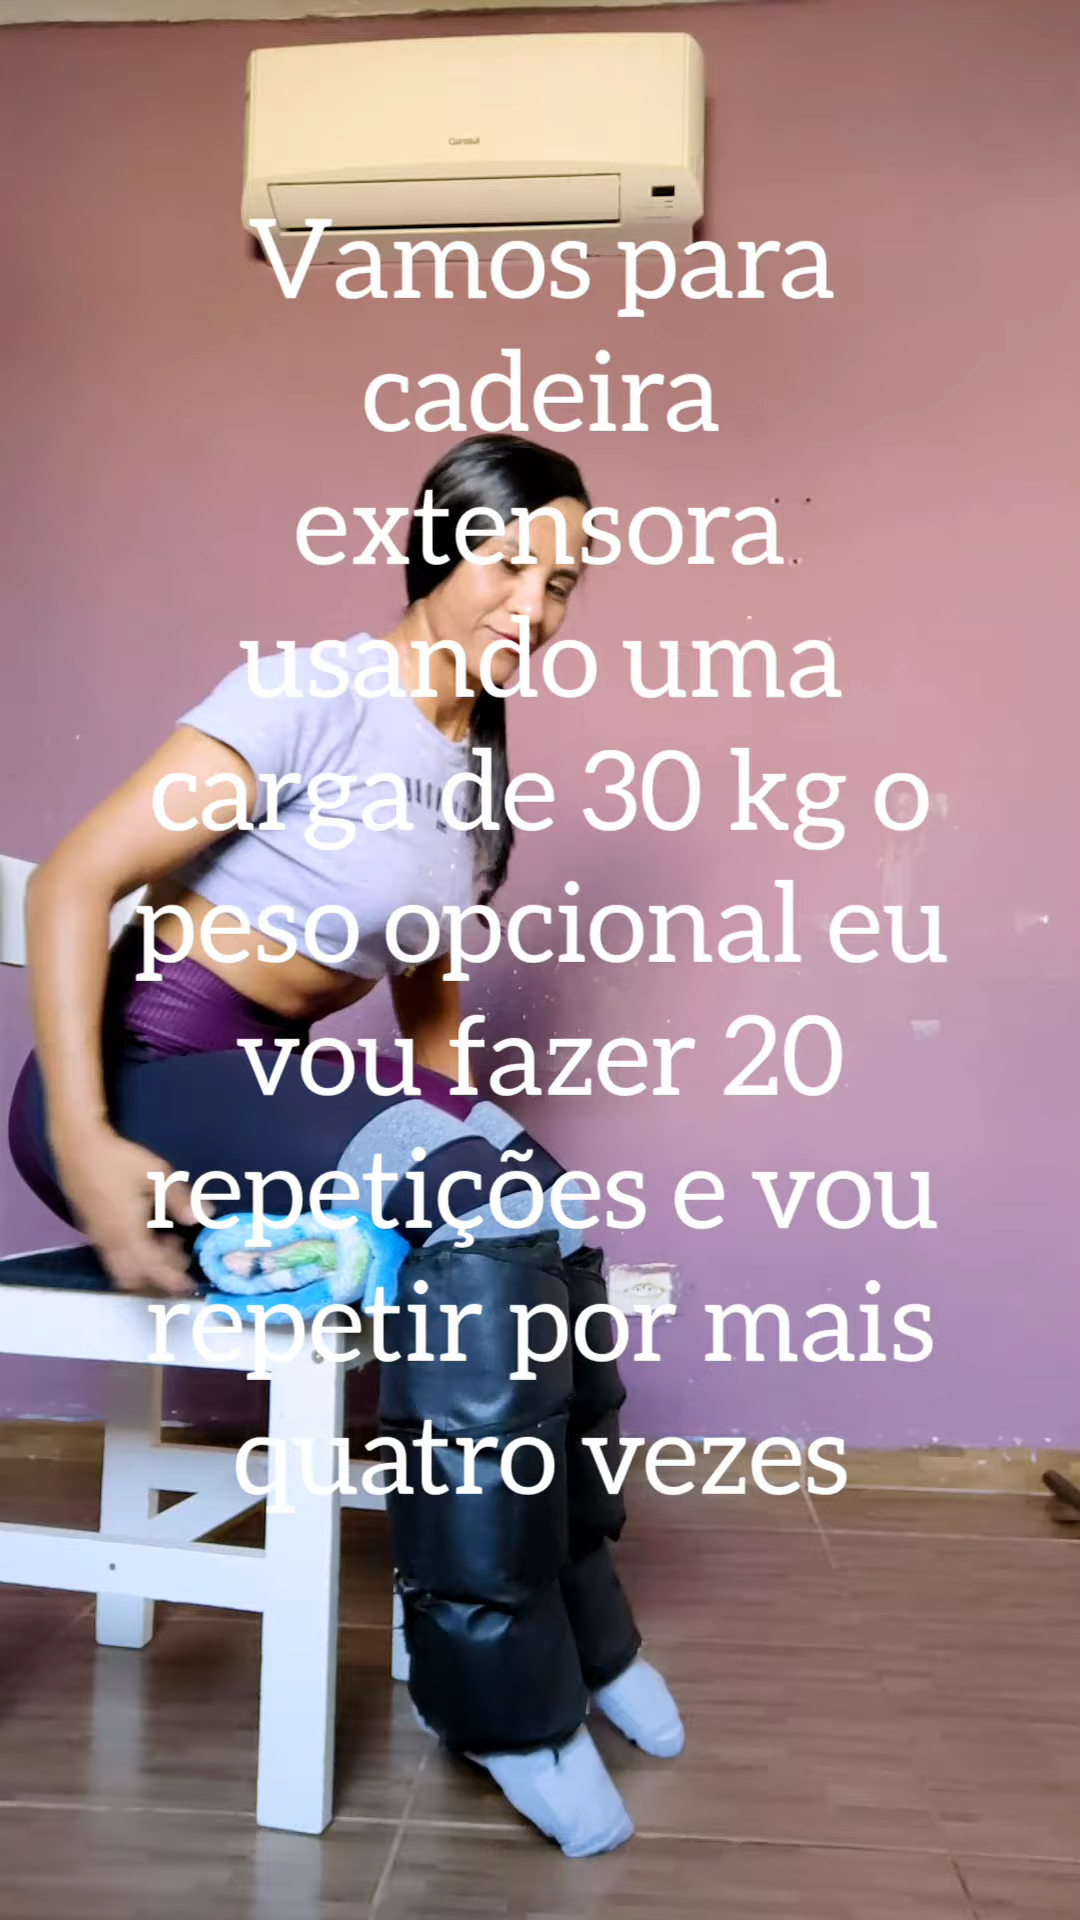 Vamos para
cadeira
extensora
usando uma
carga de 30 kg o
peso opcional eu
vou fazer 20
repetições e vou
repetir por mais
quatro vezes